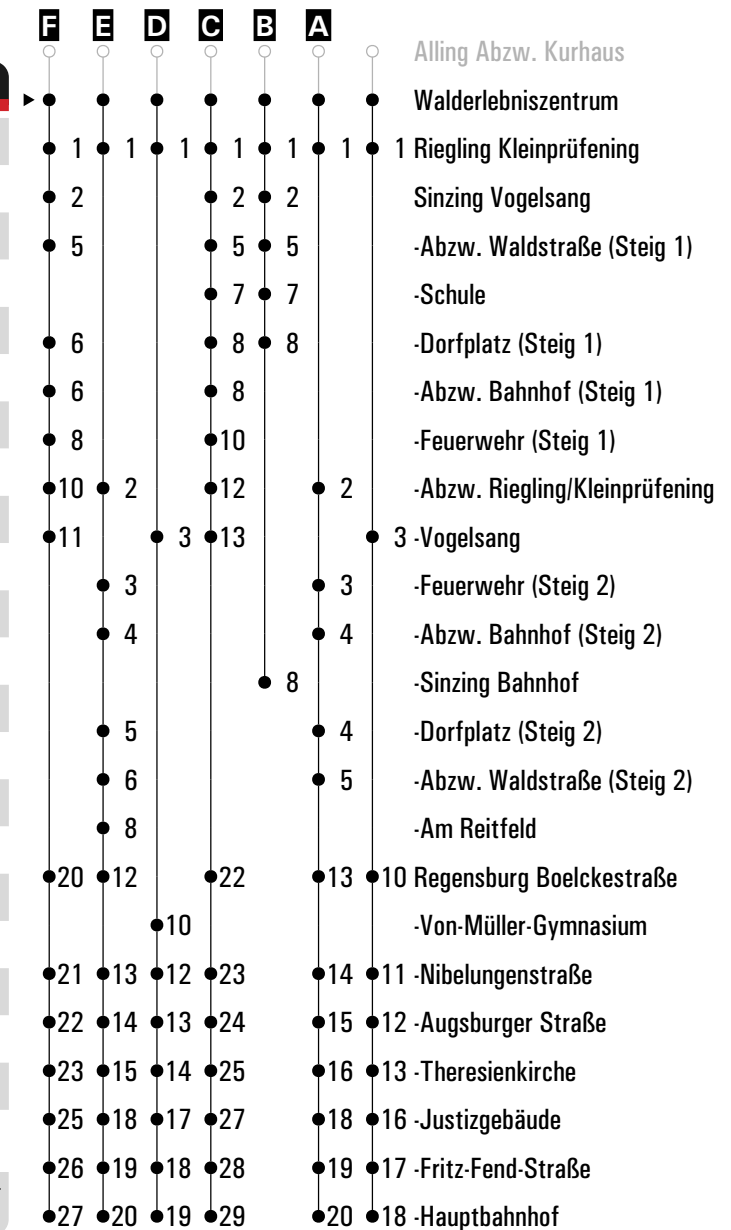 F E D C B A
Alling Abzw. Kurhaus
Walderlebniszentrum
1 1 1 1 1 1 1 Riegling Kleinprüfening
2 2 2 Sinzing Vogelsang
5 5 5 -Abzw. Waldstraße (Steig 1)
7 7 -Schule
6 8 8 -Dorfplatz (Steig 1)
6 8 -Abzw. Bahnhof (Steig 1)
8 10 -Feuerwehr (Steig 1)
10 2 12 2 -Abzw. Riegling/Kleinprüfening
11 3 13 3 -Vogelsang
3 3 -Feuerwehr (Steig 2)
4 4 -Abzw. Bahnhof (Steig 2)
8 -Sinzing Bahnhof
5 4 -Dorfplatz (Steig 2)
6 5 -Abzw. Waldstraße (Steig 2)
8 -Am Reitfeld
20 12 22 13 10 Regensburg Boelckestraße
10 -Von-Müller-Gymnasium
21 13 12 23 14 11 -Nibelungenstraße
22 14 13 24 15 12 -Augsburger Straße
23 15 14 25 16 13 -Theresienkirche
25 18 17 27 18 16 -Justizgebäude
26 19 18 28 19 17 -Fritz-Fend-Straße
27 20 19 29 20 18 -Hauptbahnhof